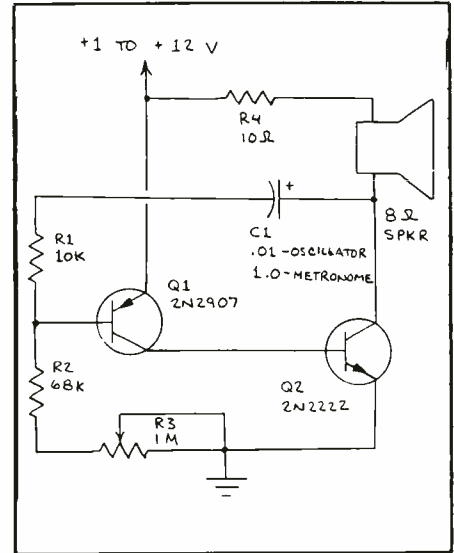 +1 TO +12 V
R4
10Ω
C1
+
.01-OSCILLATOR
1.0-METRONOME
8Ω
SPKR
R1
10K
Q1
2N2907
R2
68K
Q2
2N2222
R3
1M